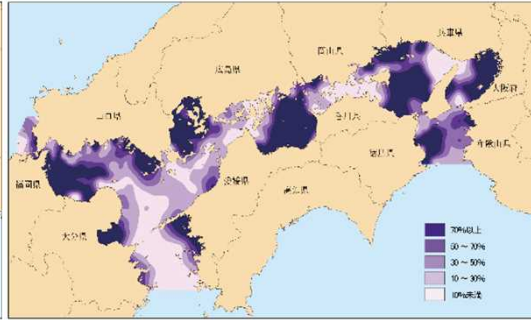 兵庫県
岡山県
広島県
大阪府
山口県
香川県
和歌山県
徳島県
福岡県
愛媛県
高知県
大分県
70%以上
50～70%
30～50%
10～30%
10%未満